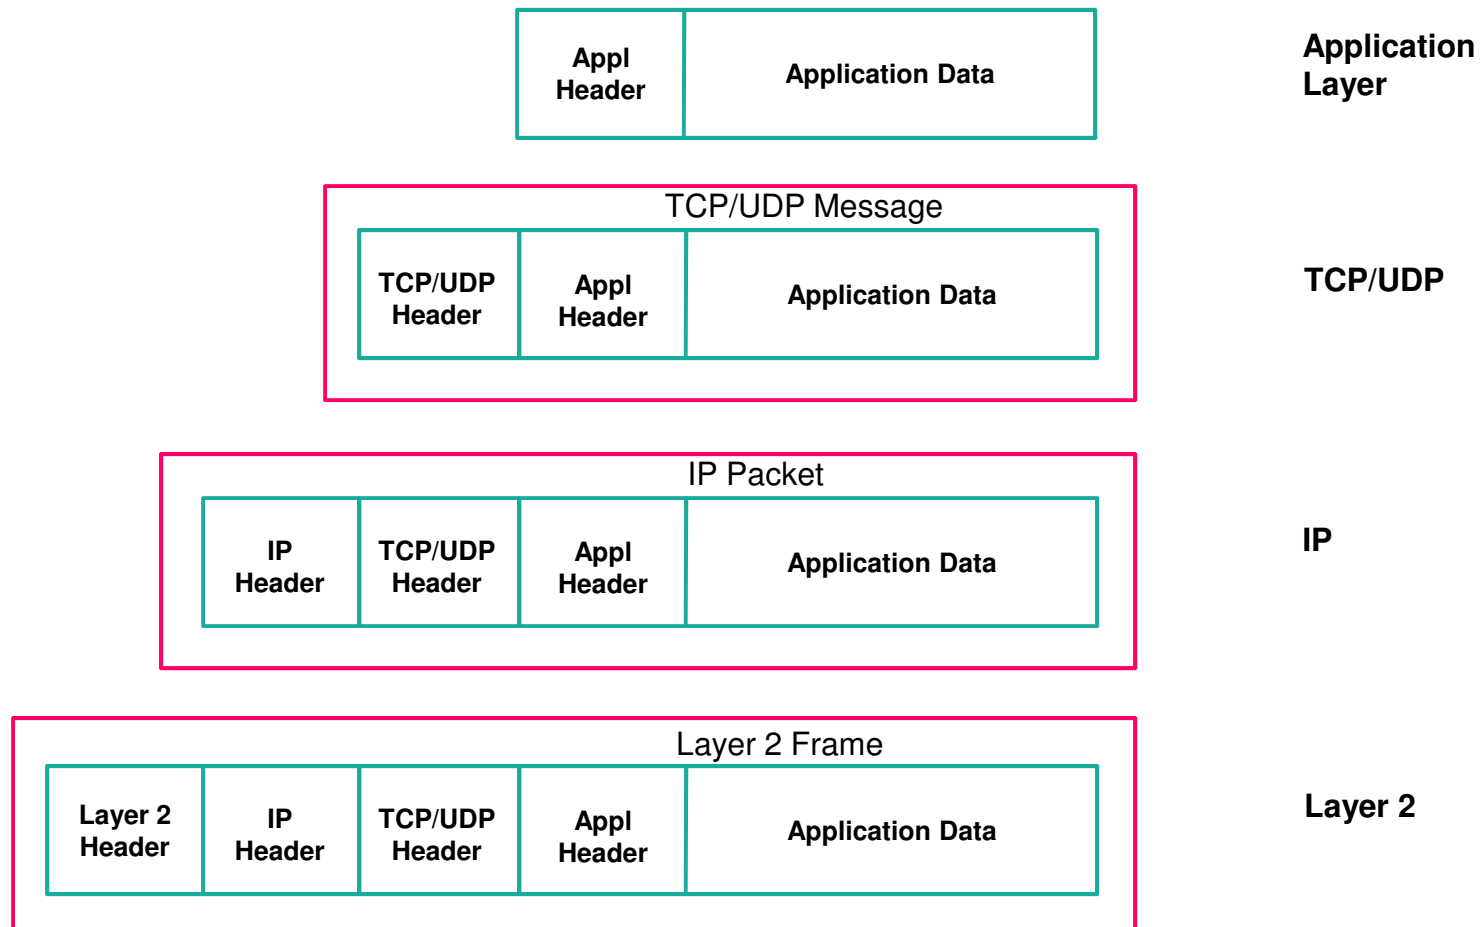 Appl
Header
Application Data
Application
Layer
TCP/UDP Message
TCP/UDP
Header
Appl
Header
Application Data
TCP/UDP
IP Packet
IP
Header
TCP/UDP
Header
Appl
Header
Application Data
IP
Layer 2 Frame
Layer 2
Header
IP
Header
TCP/UDP
Header
Appl
Header
Application Data
Layer 2